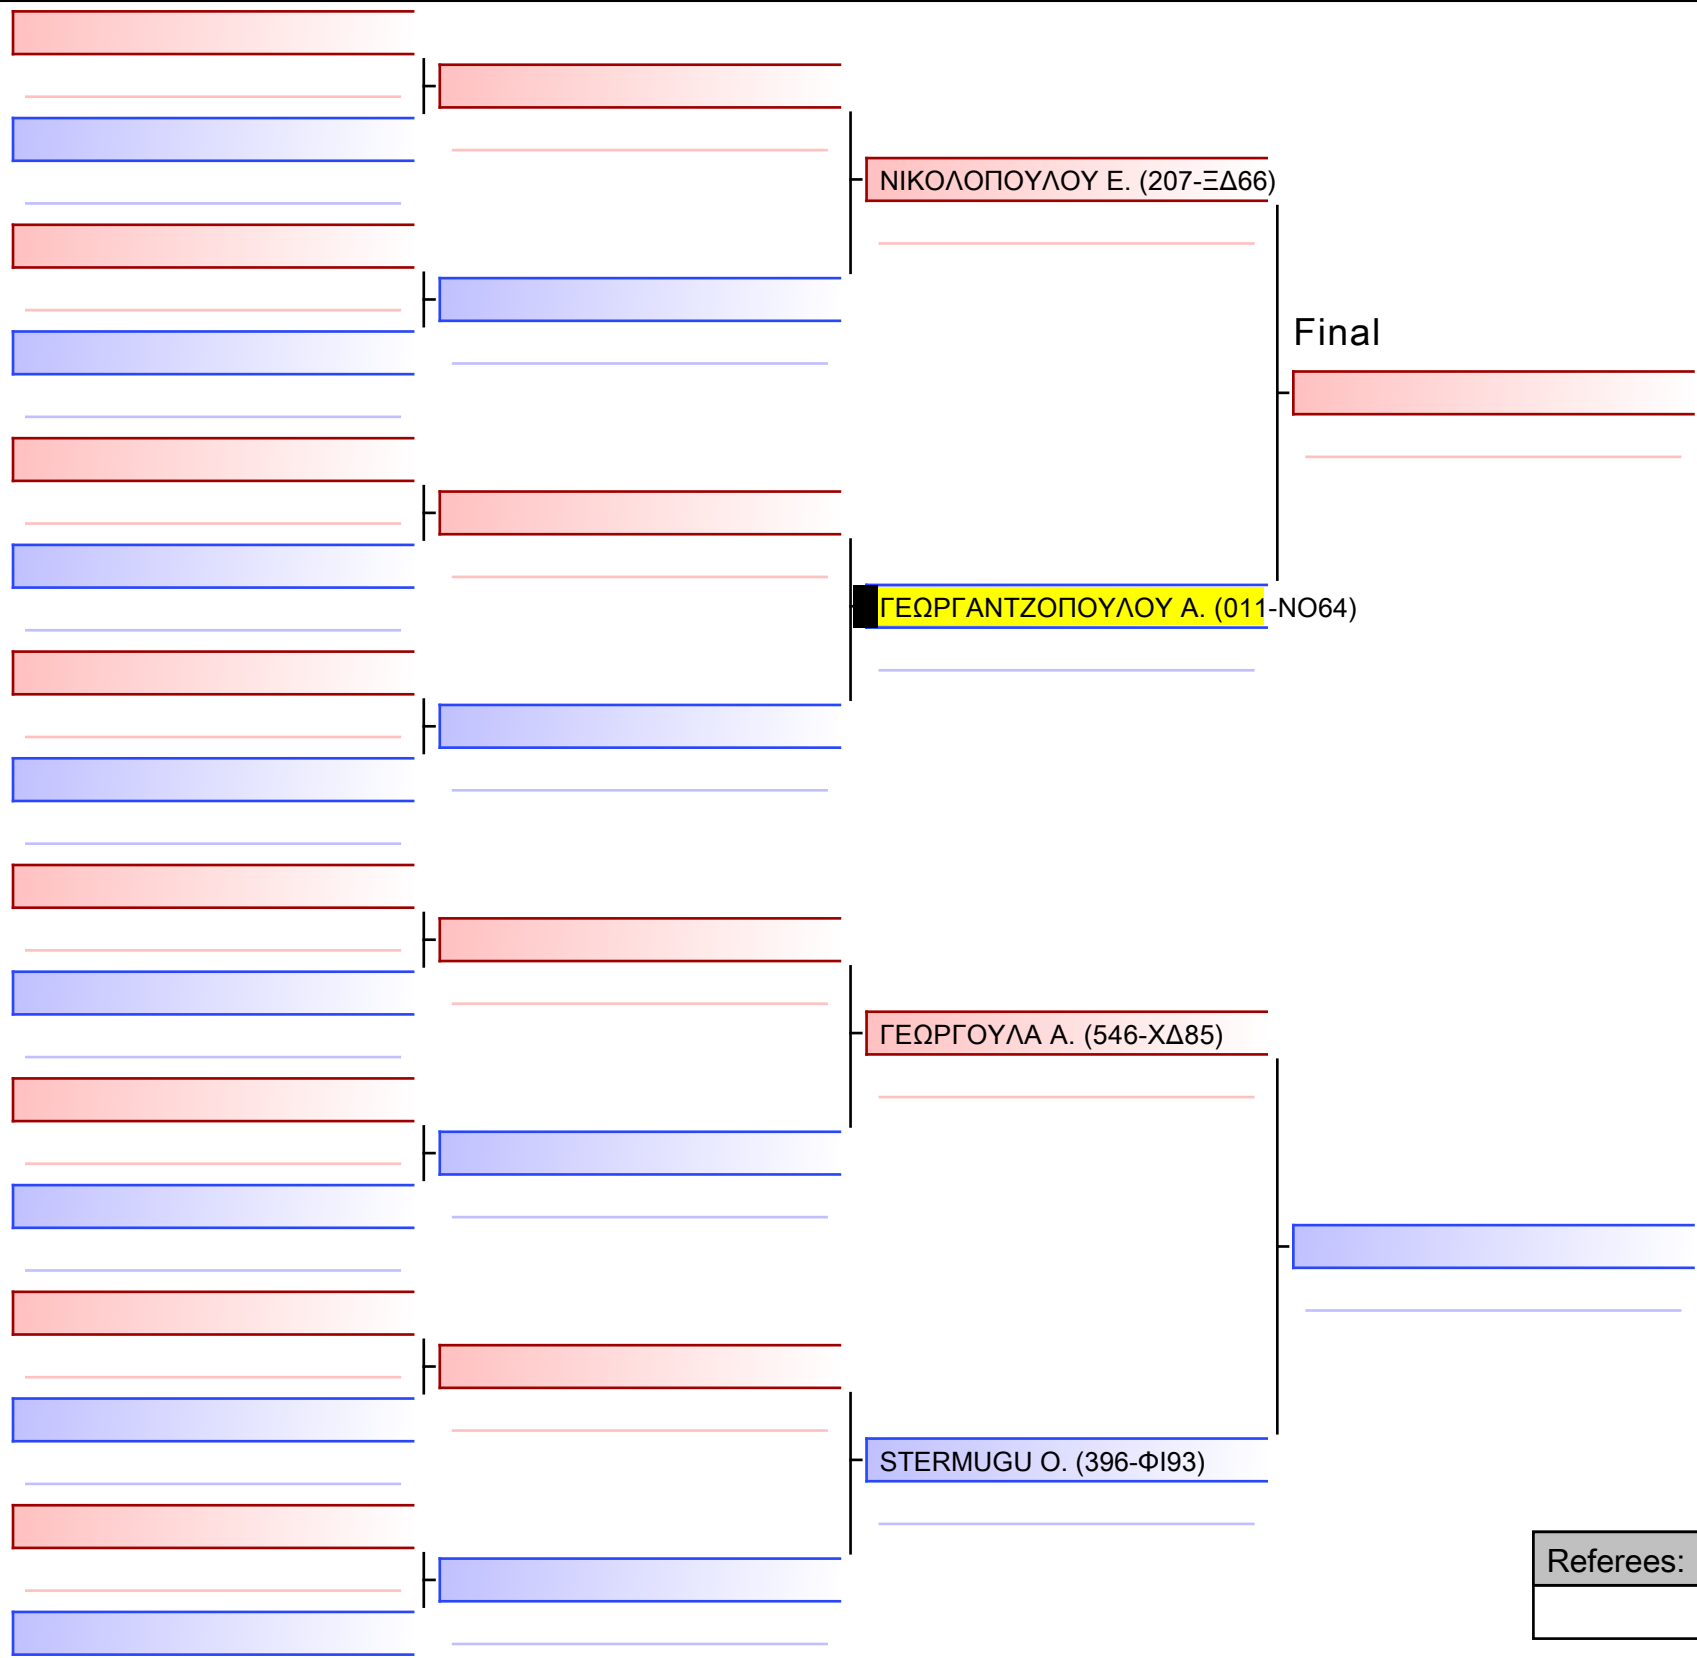 ΝΙΚΟΛΟΠΟΥΛΟΥ Ε. (207-ΞΔ66)
Final
ΓΕΩΡΓΑΝΤΖΟΠΟΥΛΟΥ Α. (011-ΝΟ64)
ΓΕΩΡΓΟΥΛΑ Α. (546-ΧΔ85)
STERMUGU O. (396-ΦΙ93)
Referees: